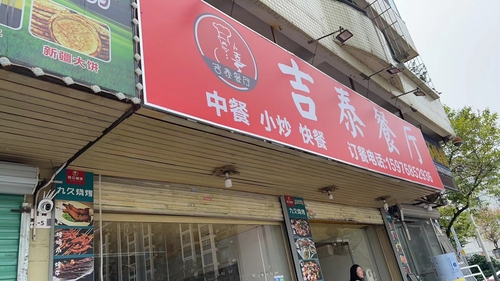 新疆大饼
吉泰餐厅
吉泰餐厅
中餐 小炒 快餐
订餐电话:15976852936
九久烧烤
九久烧烤